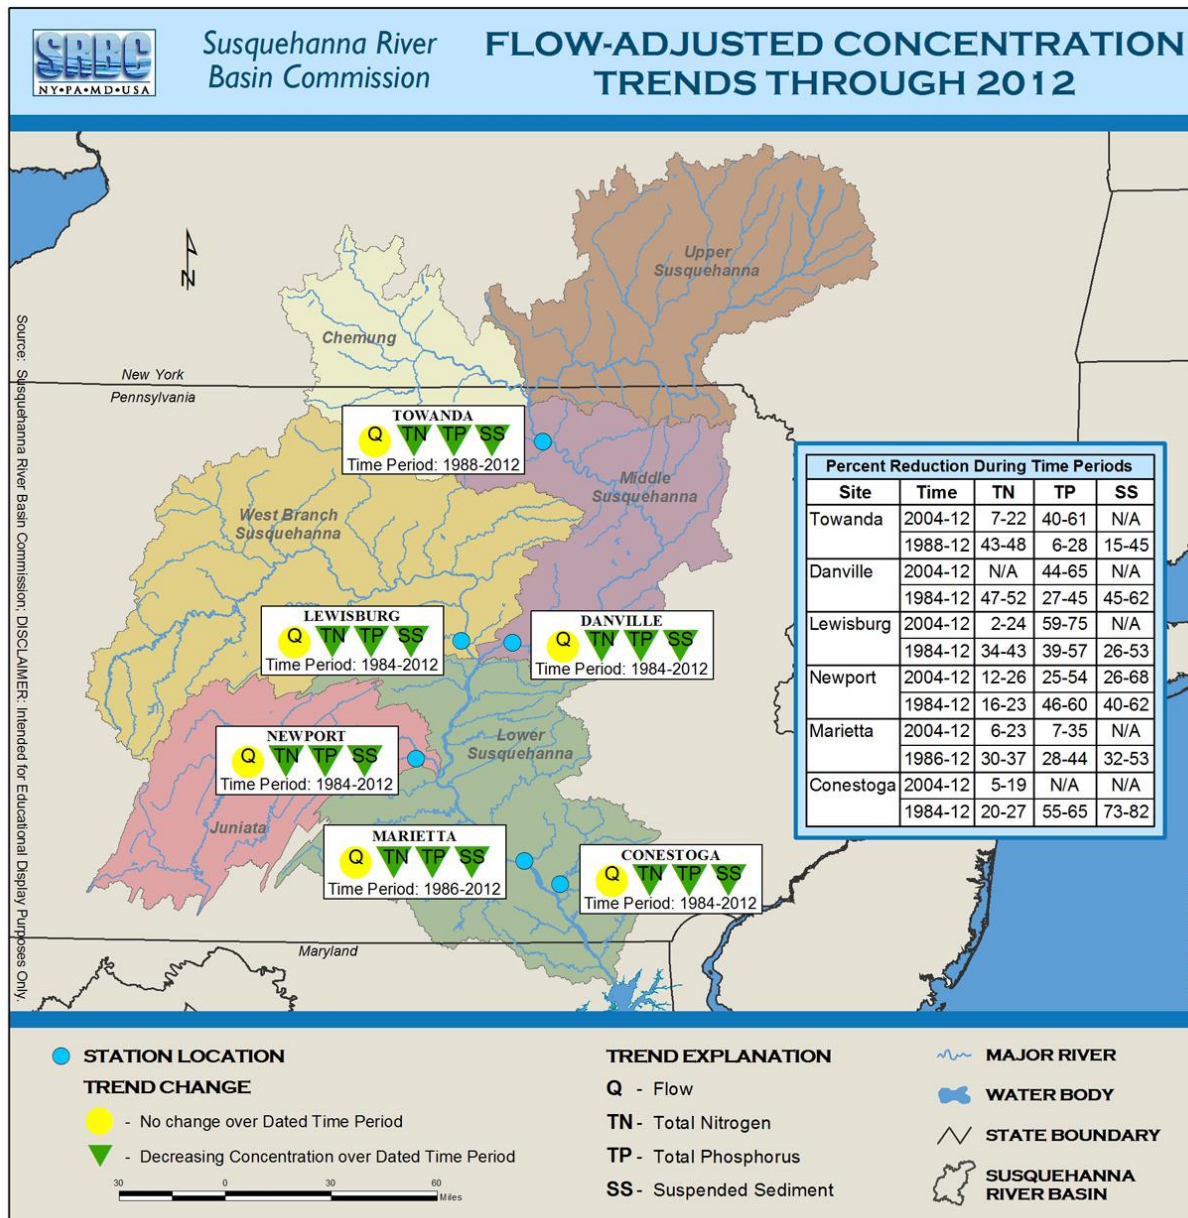 SRBC
NY•PA•MD•USA
Susquehanna River
Basin Commission
FLOW-ADJUSTED CONCENTRATION
TRENDS THROUGH 2012
N
Upper
Susquehanna
Chemung
New York
Pennsylvania
TOWANDA
Q TN TP SS
Time Period: 1988-2012
Middle
Susquehanna
West Branch
Susquehanna
LEWISBURG
Q TN TP SS
Time Period: 1984-2012
DANVILLE
Q TN TP SS
Time Period: 1984-2012
NEWPORT
Q TN TP SS
Time Period: 1984-2012
Lower
Susquehanna
Juniata
MARIETTA
Q TN TP SS
Time Period: 1986-2012
CONESTOGA
Q TN TP SS
Time Period: 1984-2012
Maryland
Source: Susquehanna River Basin Commission; DISCLAIMER: Intended for Educational Display Purposes Only.
Percent Reduction During Time Periods
Site Time TN TP SS
Towanda 2004-12 7-22 40-61 N/A
1988-12 43-48 6-28 15-45
Danville 2004-12 N/A 44-65 N/A
1984-12 47-52 27-45 45-62
Lewisburg 2004-12 2-24 59-75 N/A
1984-12 34-43 39-57 26-53
Newport 2004-12 12-26 25-54 26-68
1984-12 16-23 46-60 40-62
Marietta 2004-12 6-23 7-35 N/A
1986-12 30-37 28-44 32-53
Conestoga 2004-12 5-19 N/A N/A
1984-12 20-27 55-65 73-82
STATION LOCATION
TREND CHANGE
- No change over Dated Time Period
- Decreasing Concentration over Dated Time Period
30 0 30 60
Miles
TREND EXPLANATION
Q - Flow
TN - Total Nitrogen
TP - Total Phosphorus
SS - Suspended Sediment
MAJOR RIVER
WATER BODY
STATE BOUNDARY
SUSQUEHANNA
RIVER BASIN